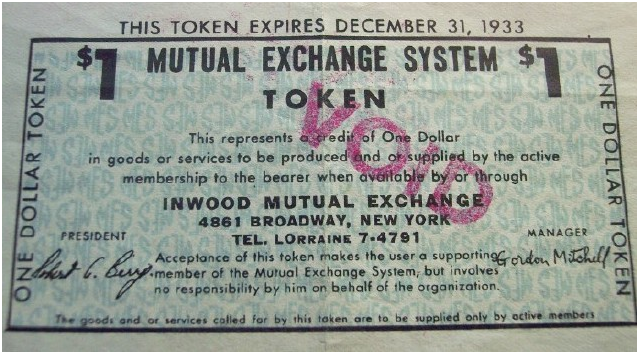 THIS TOKEN EXPIRES DECEMBER 31, 1933
$1 MUTUAL EXCHANGE SYSTEM $1
TOKEN
VOID
This represents a credit of One Dollar
in goods or services to be produced and or supplied by the active
membership to the bearer when available by or through
INWOOD MUTUAL EXCHANGE
4861 BROADWAY, NEW YORK
TEL. LORRAINE 7-4791
PRESIDENT
MANAGER
Gordon Mitchell
Acceptance of this token makes the user a supporting
member of the Mutual Exchange System, but involves
no responsibility by him on behalf of the organization.
The goods and or services called for by this token are to be supplied only by active members
ONE DOLLAR TOKEN
ONE DOLLAR TOKEN